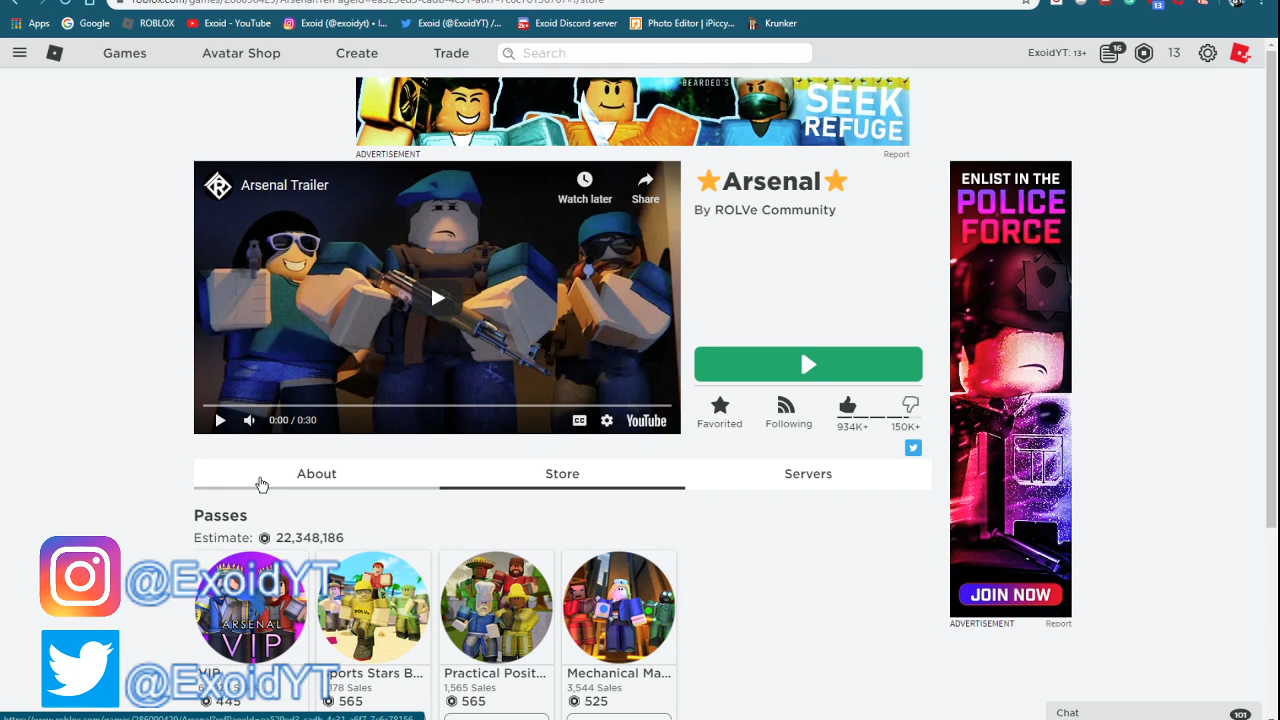 Apps
Google
ROBLOX
Exoid - YouTube
Exoid (@exoidyt) • I...
Exoid (@ExoidYT) /...
Exoid Discord server
Photo Editor | iPiccy...
Krunker
Games
Avatar Shop
Create
Trade
Search
ExoidYT: 13+
16
13
BEARDED'S
SEEK
REFUGE
ADVERTISEMENT
Report
Arsenal Trailer
Watch later
Share
0:00 / 0:30
YouTube
Arsenal
By ROLVe Community
Favorited
Following
934K+
150K+
ENLIST IN THE
POLICE
FORCE
JOIN NOW
ADVERTISEMENT
Report
About
Store
Servers
Passes
Estimate: 22,348,186
@ExoidYT
@ExoidYT
ARSENAL
VIP
VIP
445
565
Practical Posit...
1,565 Sales
565
Mechanical Ma...
3,544 Sales
525
Chat
101